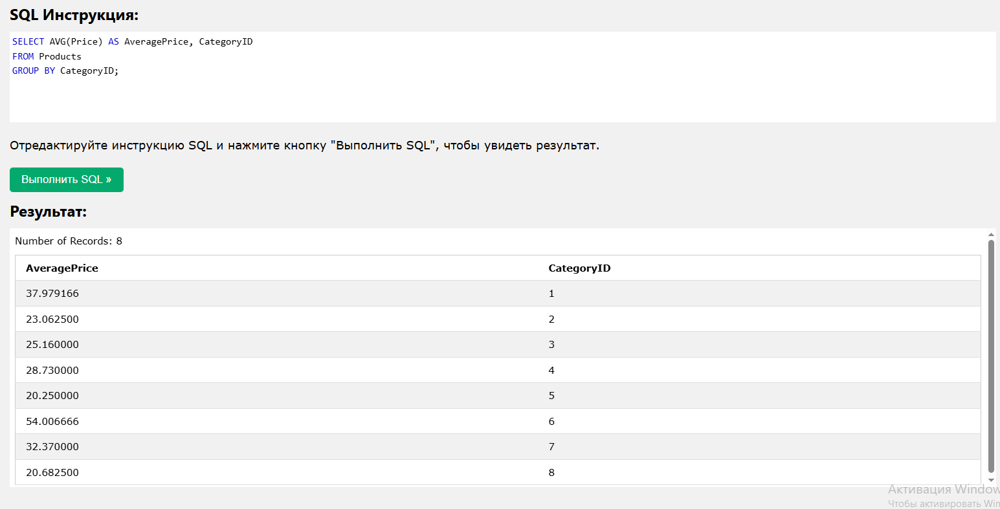 SQL Инструкция:
SELECT AVG(Price) AS AveragePrice, CategoryID
FROM Products
GROUP BY CategoryID;
Отредактируйте инструкцию SQL и нажмите кнопку "Выполнить SQL", чтобы увидеть результат.
Выполнить SQL »
Результат:
Number of Records: 8
AveragePrice CategoryID
37.979166 1
23.062500 2
25.160000 3
28.730000 4
20.250000 5
54.006666 6
32.370000 7
20.682500 8
Активация Window
Чтобы активировать Win